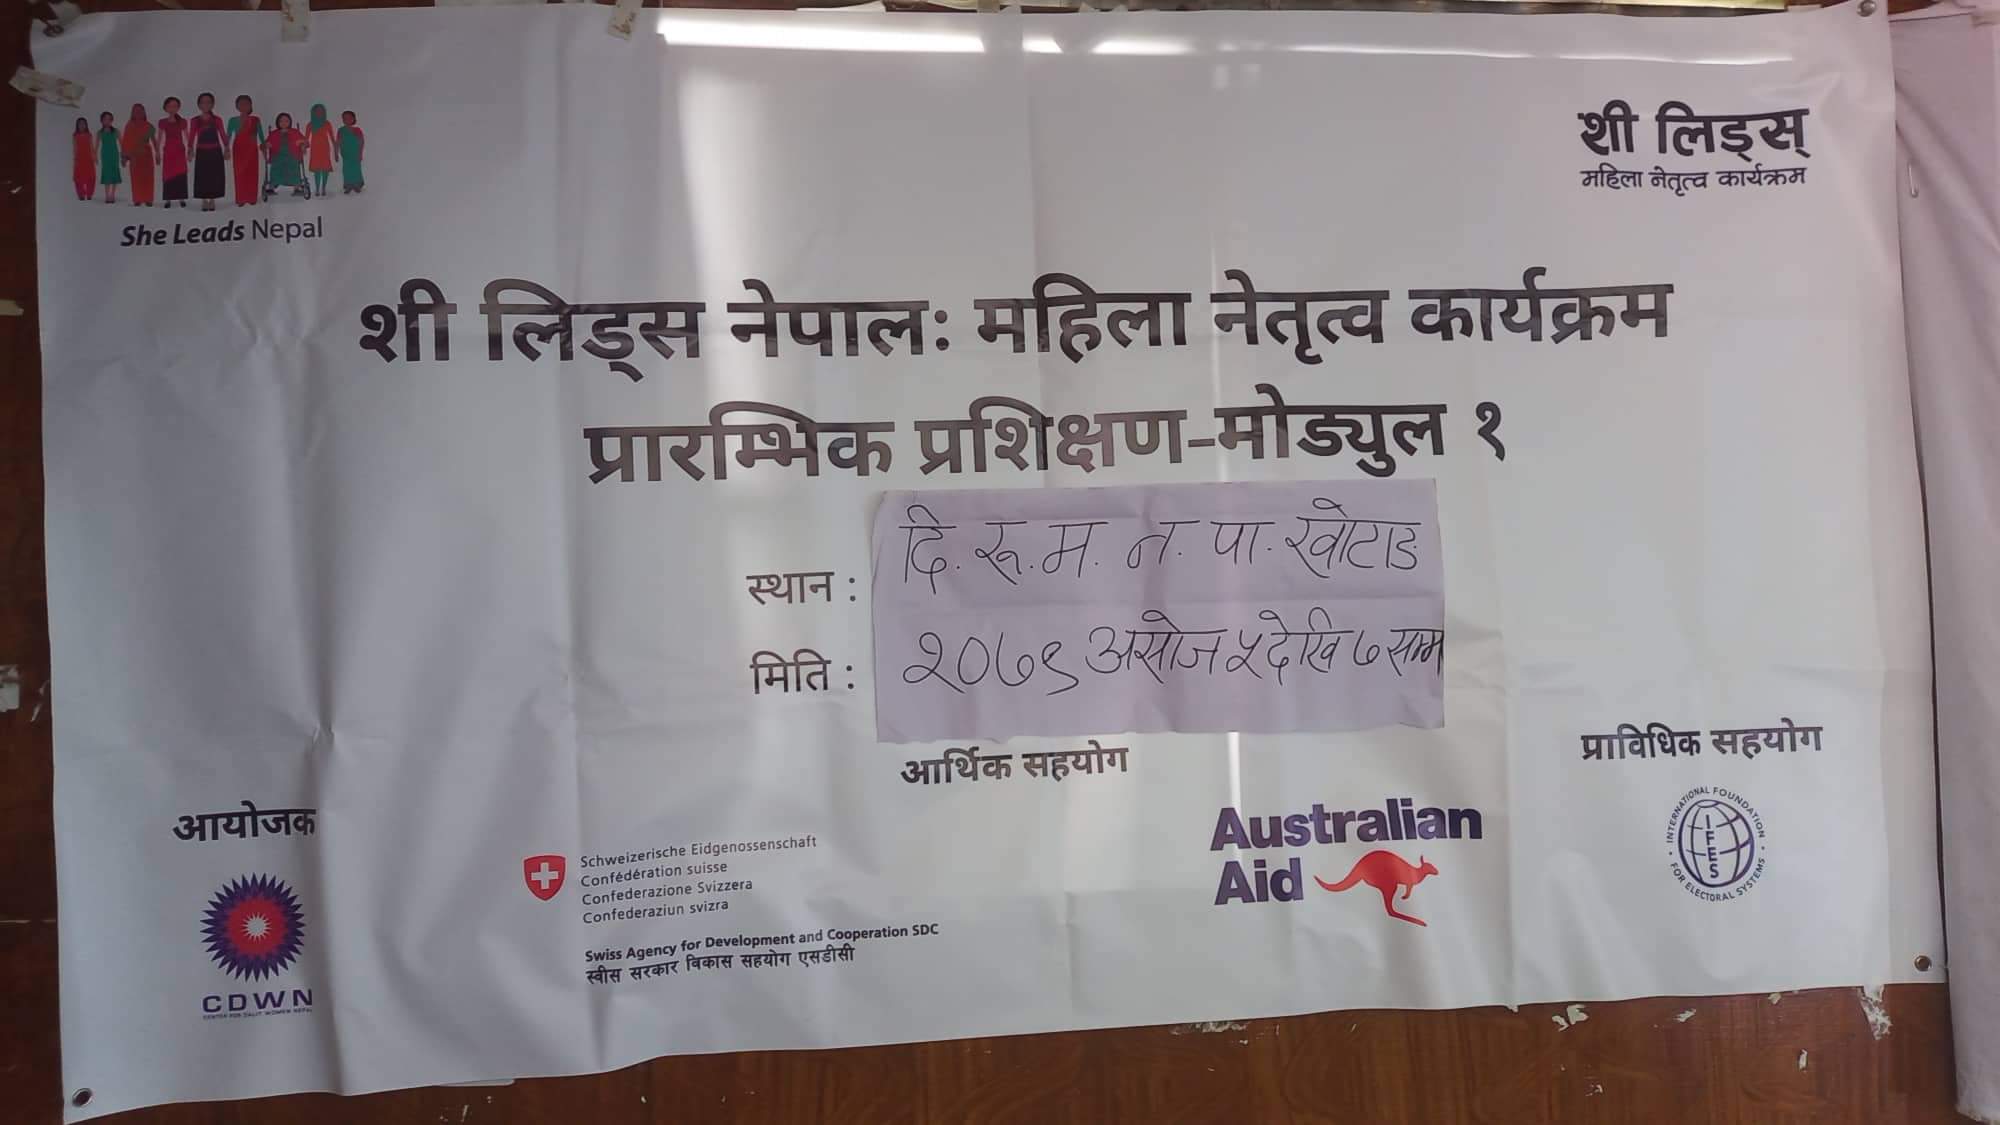 She Leads Nepal
शी लिड्स्
महिला नेतृत्व कार्यक्रम
शी लिड्स नेपालः महिला नेतृत्व कार्यक्रम
प्रारम्भिक प्रशिक्षण-मोड्युल १
स्थान : दि. रू. म. न. पा. खोटाङ
मिति : २०७९ असोज ५ देखि ७ सम्म
आयोजक
CDWN
CENTER FOR DALIT WOMEN NEPAL
आर्थिक सहयोग
Schweizerische Eidgenossenschaft
Confédération suisse
Confederazione Svizzera
Confederaziun svizra
Swiss Agency for Development and Cooperation SDC
स्वीस सरकार विकास सहयोग एसडीसी
Australian
Aid
प्राविधिक सहयोग
INTERNATIONAL FOUNDATION
IFES
FOR ELECTORAL SYSTEMS